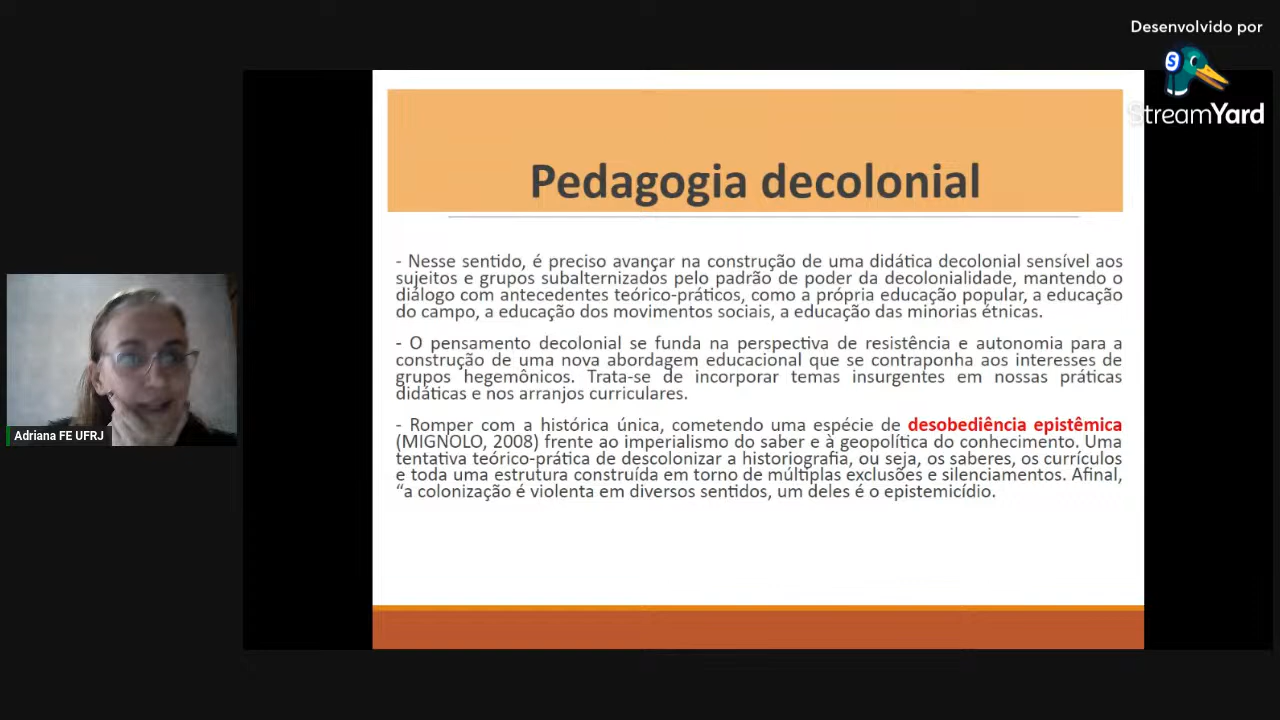 Desenvolvido por
StreamYard
Pedagogia decolonial
- Nesse sentido, é preciso avançar na construção de uma didática decolonial sensível aos
sujeitos e grupos subalternizados pelo padrão de poder da decolonialidade, mantendo o
diálogo com antecedentes teórico-práticos, como a própria educação popular, a educação
do campo, a educação dos movimentos sociais, a educação das minorias étnicas.
- O pensamento decolonial se funda na perspectiva de resistência e autonomia para a
construção de uma nova abordagem educacional que se contraponha aos interesses de
grupos hegemônicos. Trata-se de incorporar temas insurgentes em nossas práticas
didáticas e nos arranjos curriculares.
- Romper com a histórica única, cometendo uma espécie de desobediência epistêmica
(MIGNOLO, 2008) frente ao imperialismo do saber e à geopolítica do conhecimento. Uma
tentativa teórico-prática de descolonizar a historiografia, ou seja, os saberes, os currículos
e toda uma estrutura construída em torno de múltiplas exclusões e silenciamentos. Afinal,
“a colonização é violenta em diversos sentidos, um deles é o epistemicídio.
Adriana FE UFRJ